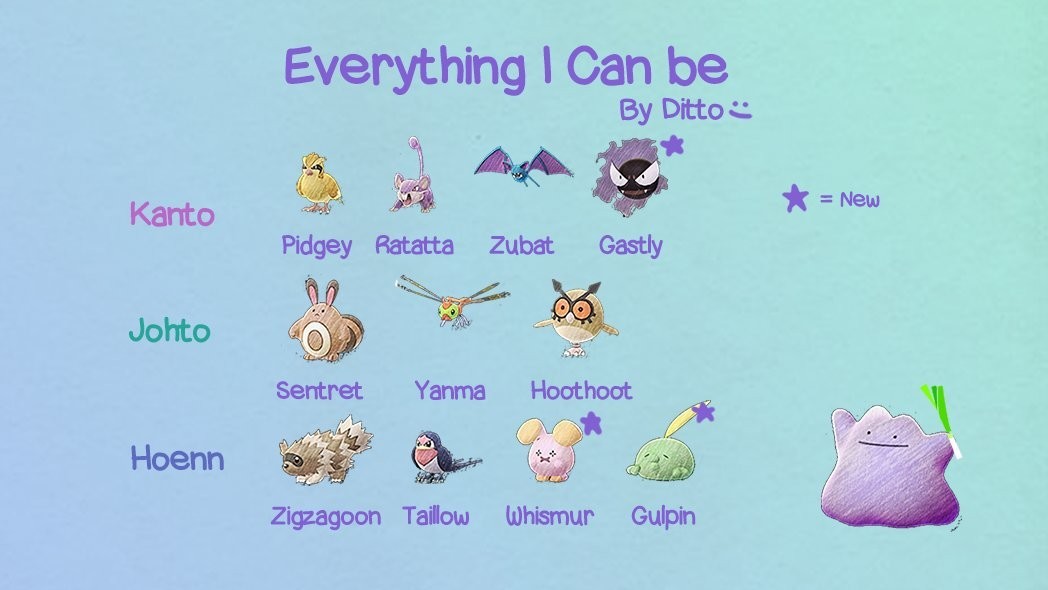 Everything I Can be
By Ditto
= New
Kanto
Pidgey Ratatta Zubat Gastly
Johto
Sentret Yanma Hoothoot
Hoenn
Zigzagoon Taillow Whismur Gulpin